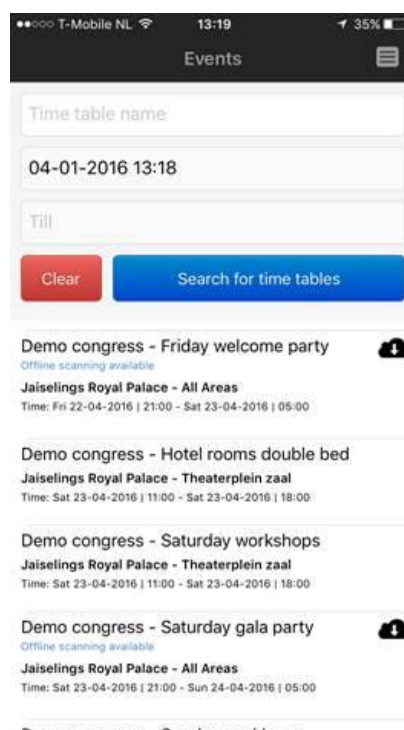 T-Mobile NL 13:19 35%
Events
Time table name
04-01-2016 13:18
Till
Clear Search for time tables
Demo congress - Friday welcome party
Offline scanning available
Jaiselings Royal Palace - All Areas
Time: Fri 22-04-2016 | 21:00 - Sat 23-04-2016 | 05:00
Demo congress - Hotel rooms double bed
Jaiselings Royal Palace - Theaterplein zaal
Time: Sat 23-04-2016 | 11:00 - Sat 23-04-2016 | 18:00
Demo congress - Saturday workshops
Jaiselings Royal Palace - Theaterplein zaal
Time: Sat 23-04-2016 | 11:00 - Sat 23-04-2016 | 18:00
Demo congress - Saturday gala party
Offline scanning available
Jaiselings Royal Palace - All Areas
Time: Sat 23-04-2016 | 21:00 - Sun 24-04-2016 | 05:00